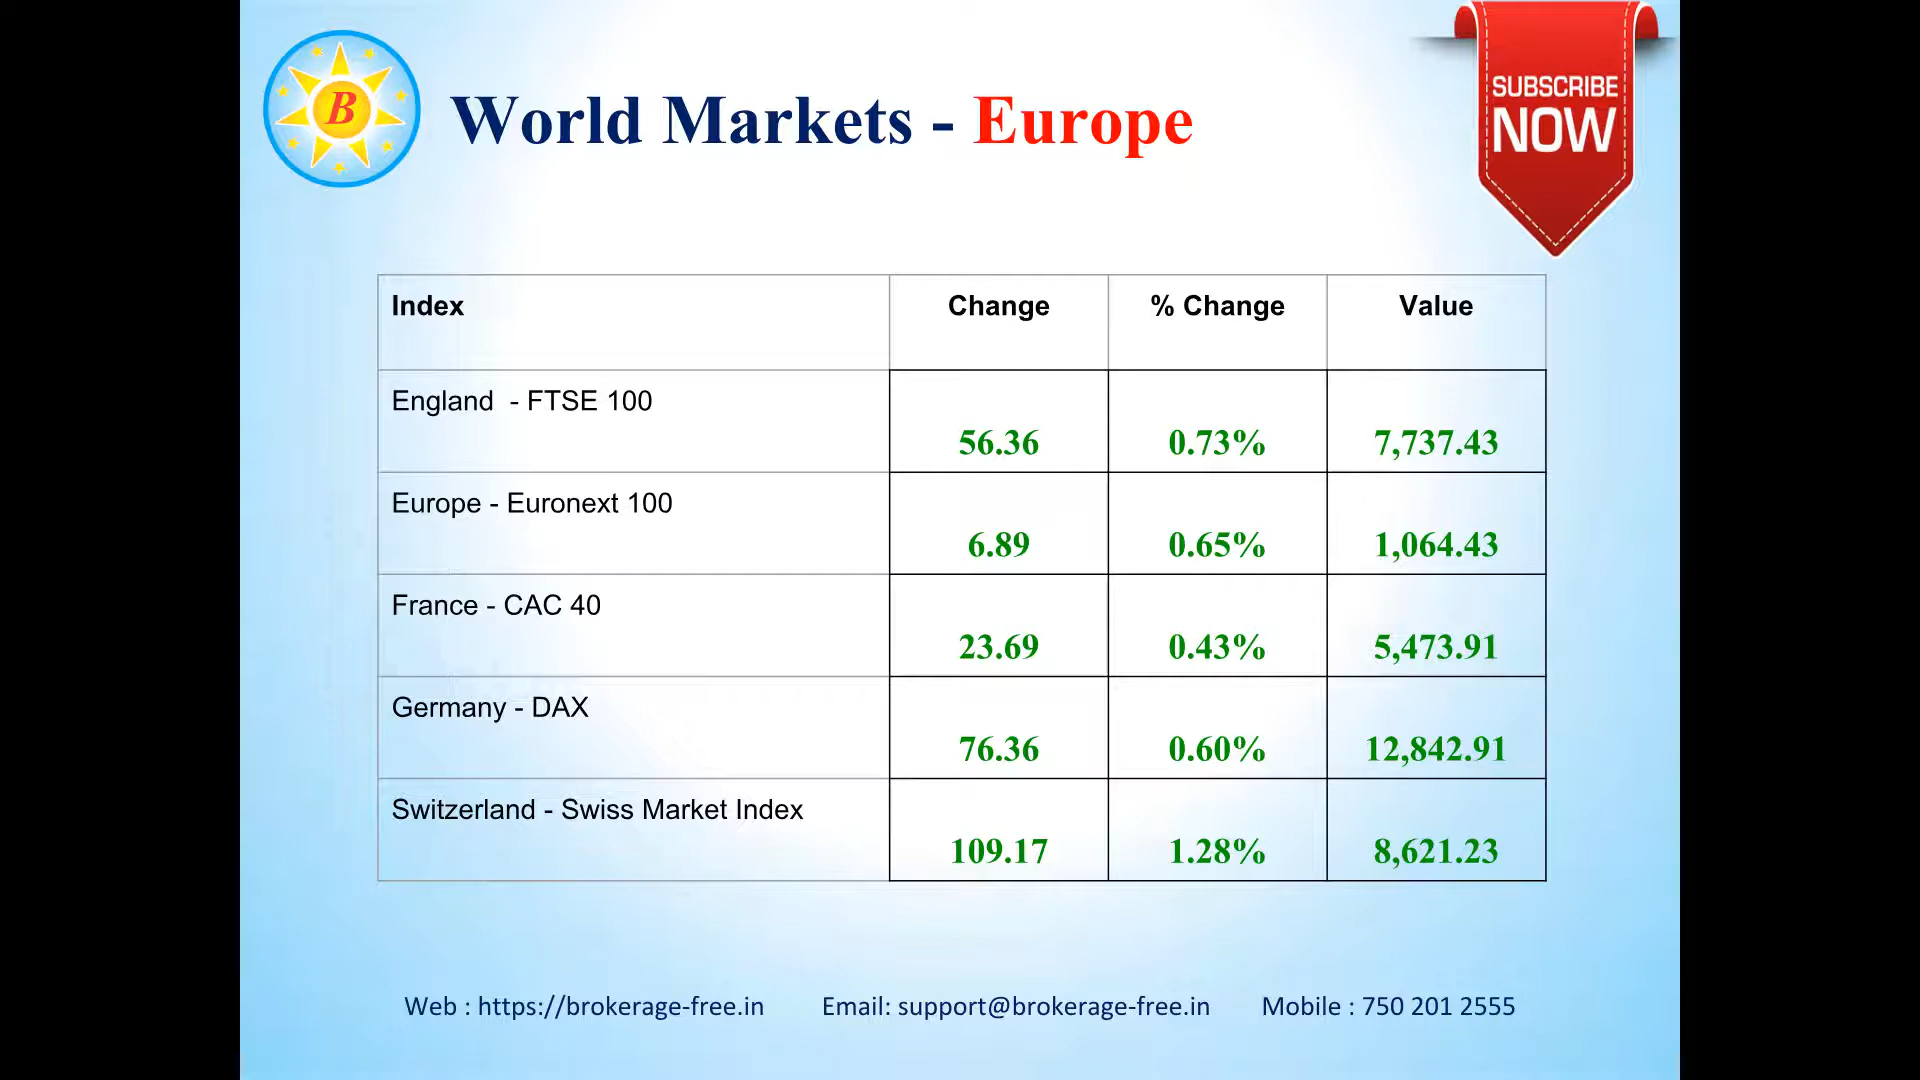 B
World Markets - Europe
SUBSCRIBE
NOW
Index Change % Change Value
England - FTSE 100 56.36 0.73% 7,737.43
Europe - Euronext 100 6.89 0.65% 1,064.43
France - CAC 40 23.69 0.43% 5,473.91
Germany - DAX 76.36 0.60% 12,842.91
Switzerland - Swiss Market Index 109.17 1.28% 8,621.23
Web : https://brokerage-free.in Email: support@brokerage-free.in Mobile : 750 201 2555